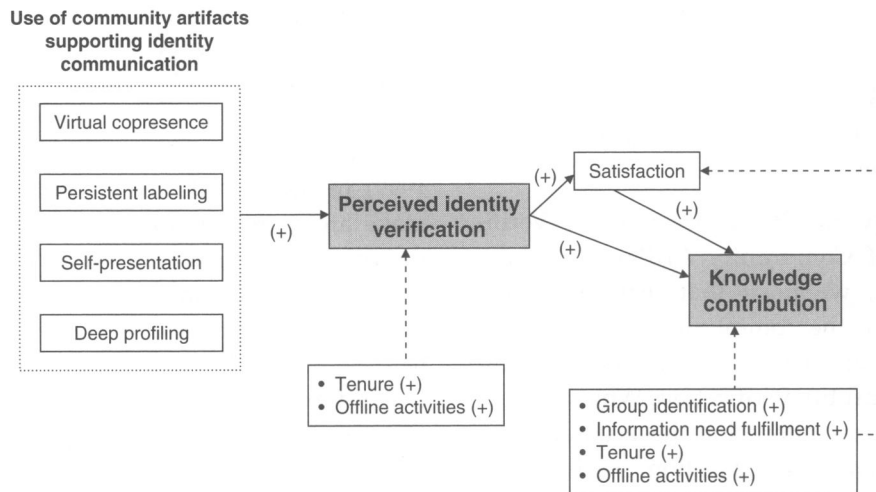 Use of community artifacts
supporting identity
communication
Virtual copresence
Persistent labeling
Self-presentation
Deep profiling
(+)
Perceived identity
verification
• Tenure (+)
• Offline activities (+)
(+)
(+)
Satisfaction
(+)
Knowledge
contribution
• Group identification (+)
• Information need fulfillment (+)
• Tenure (+)
• Offline activities (+)